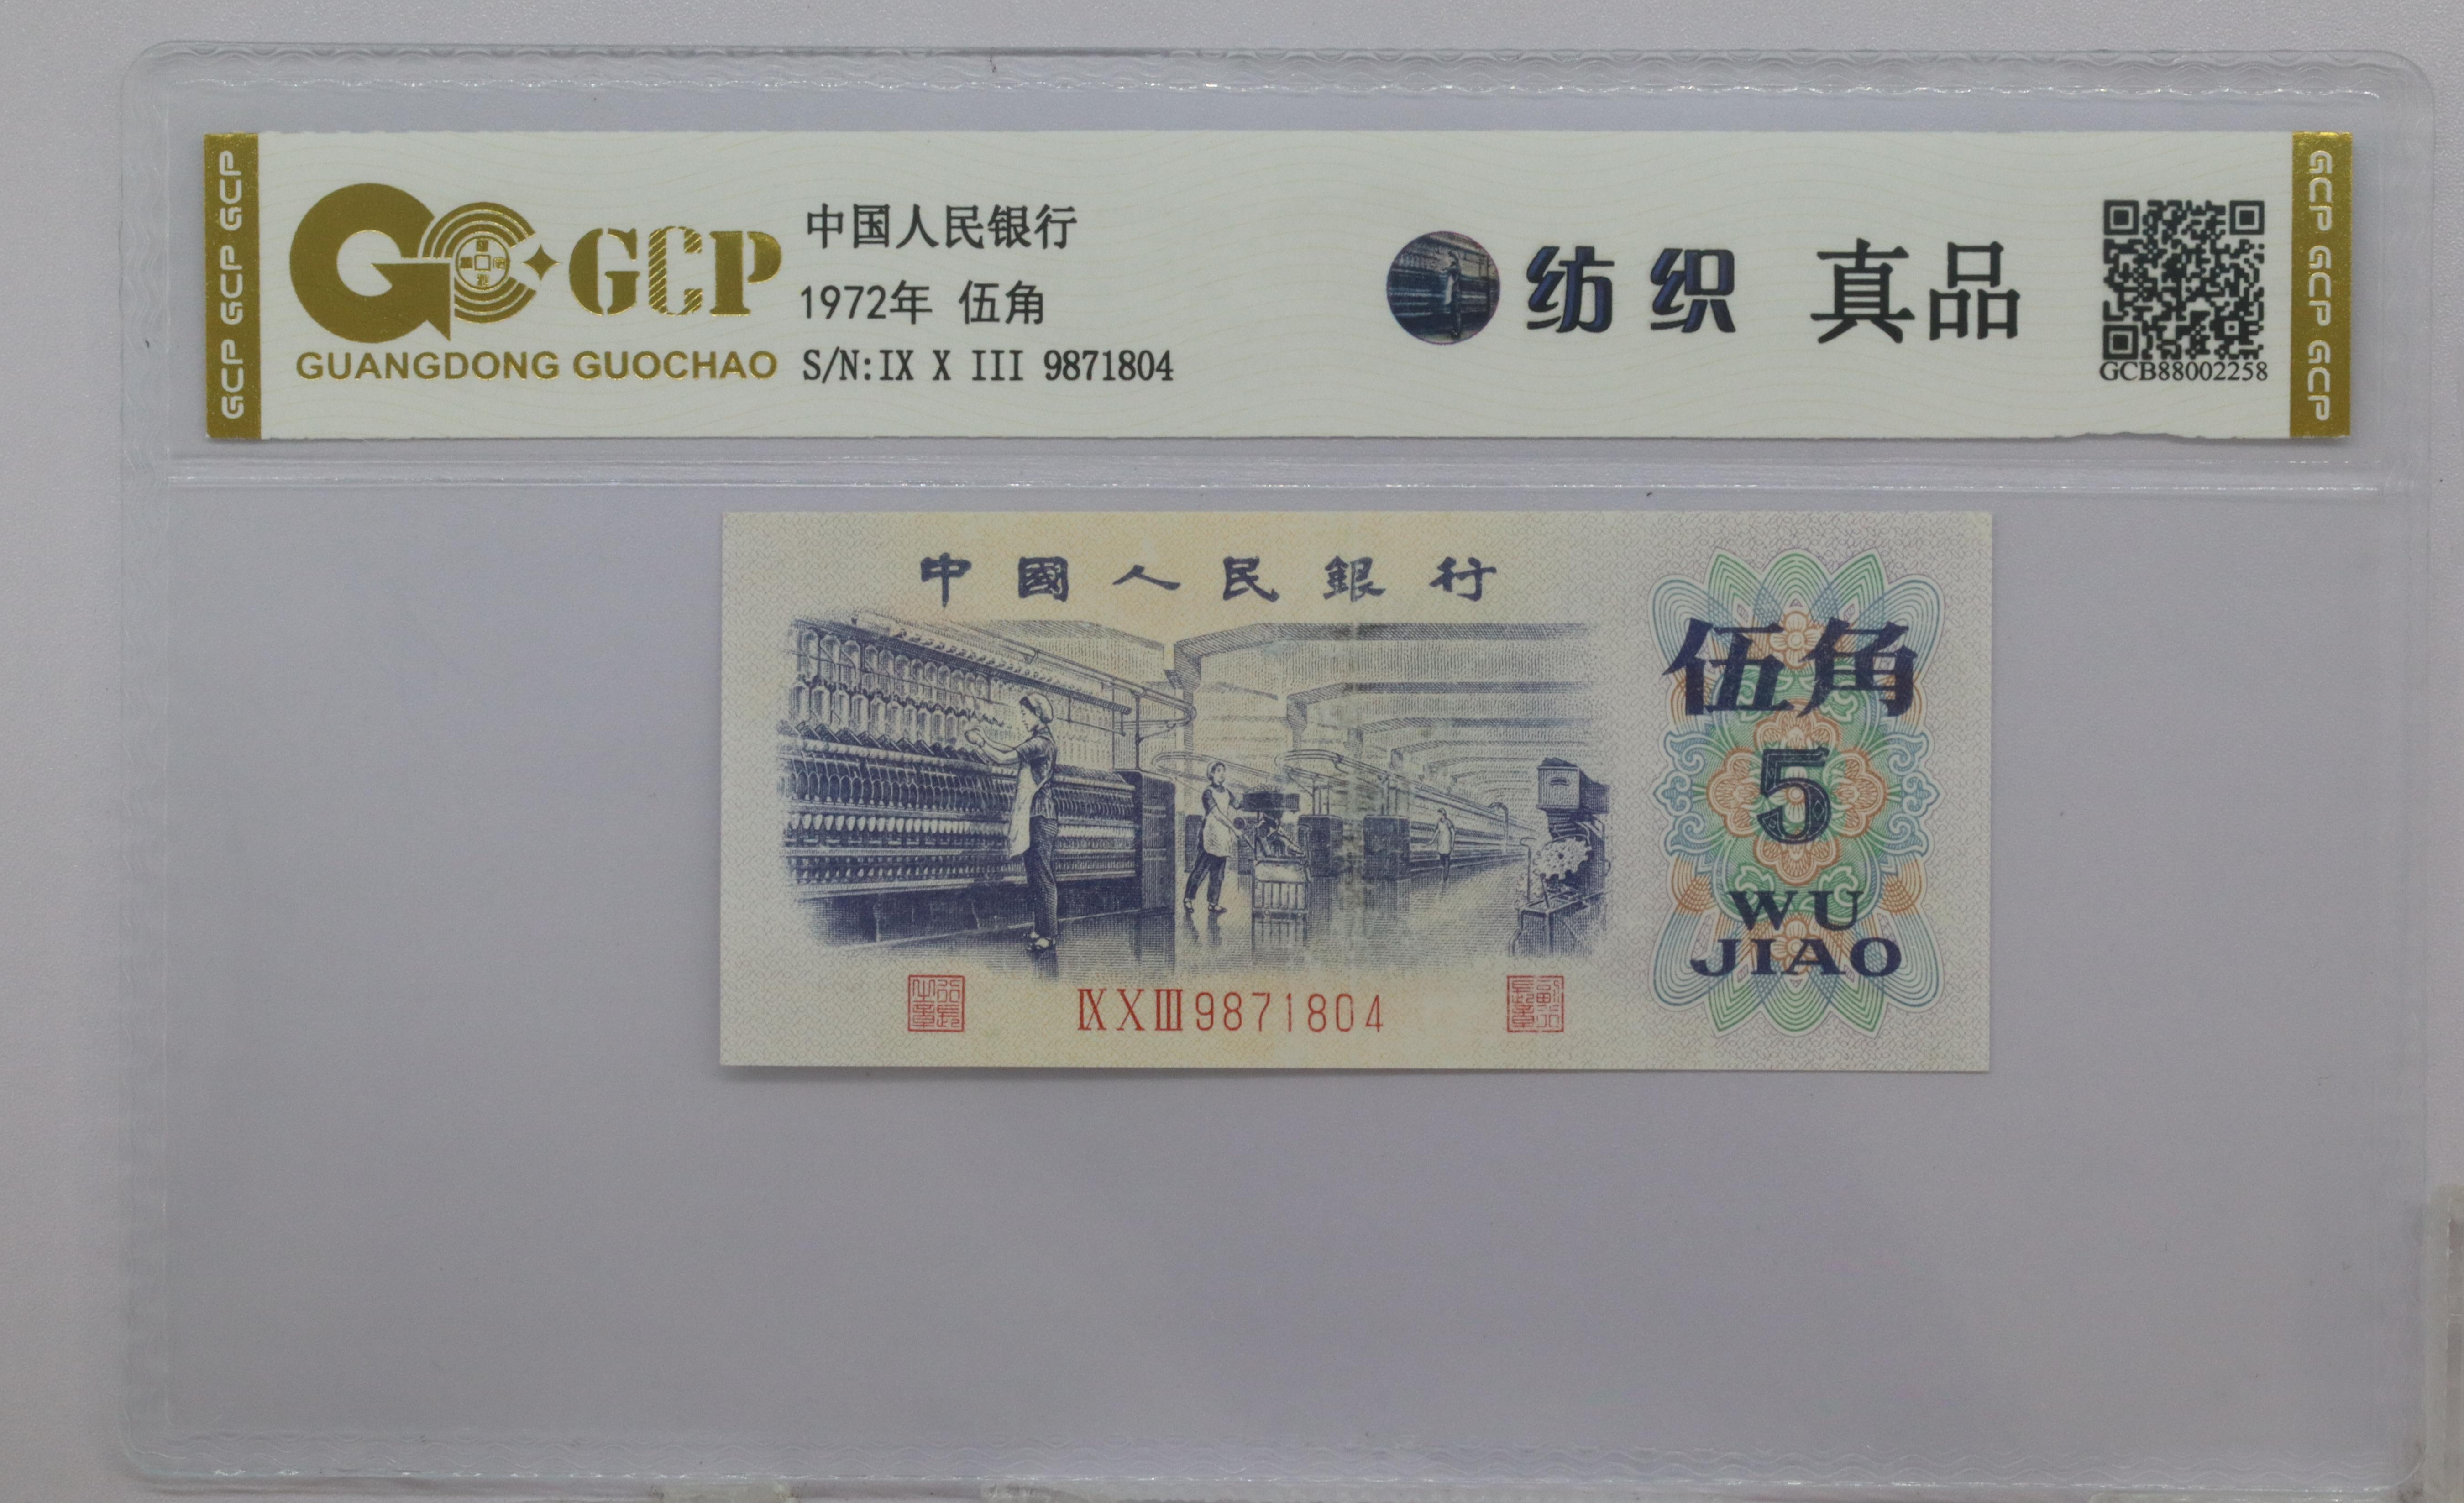 GCP GCP GCP
GCP
GUANGDONG GUOCHAO
中国人民银行
1972年 伍角
S/N:IX X III 9871804
纺织 真品
GCB88002258
GCP GCP GCP
中國人民銀行
伍角
5
WU
JIAO
ⅨⅩⅢ9871804